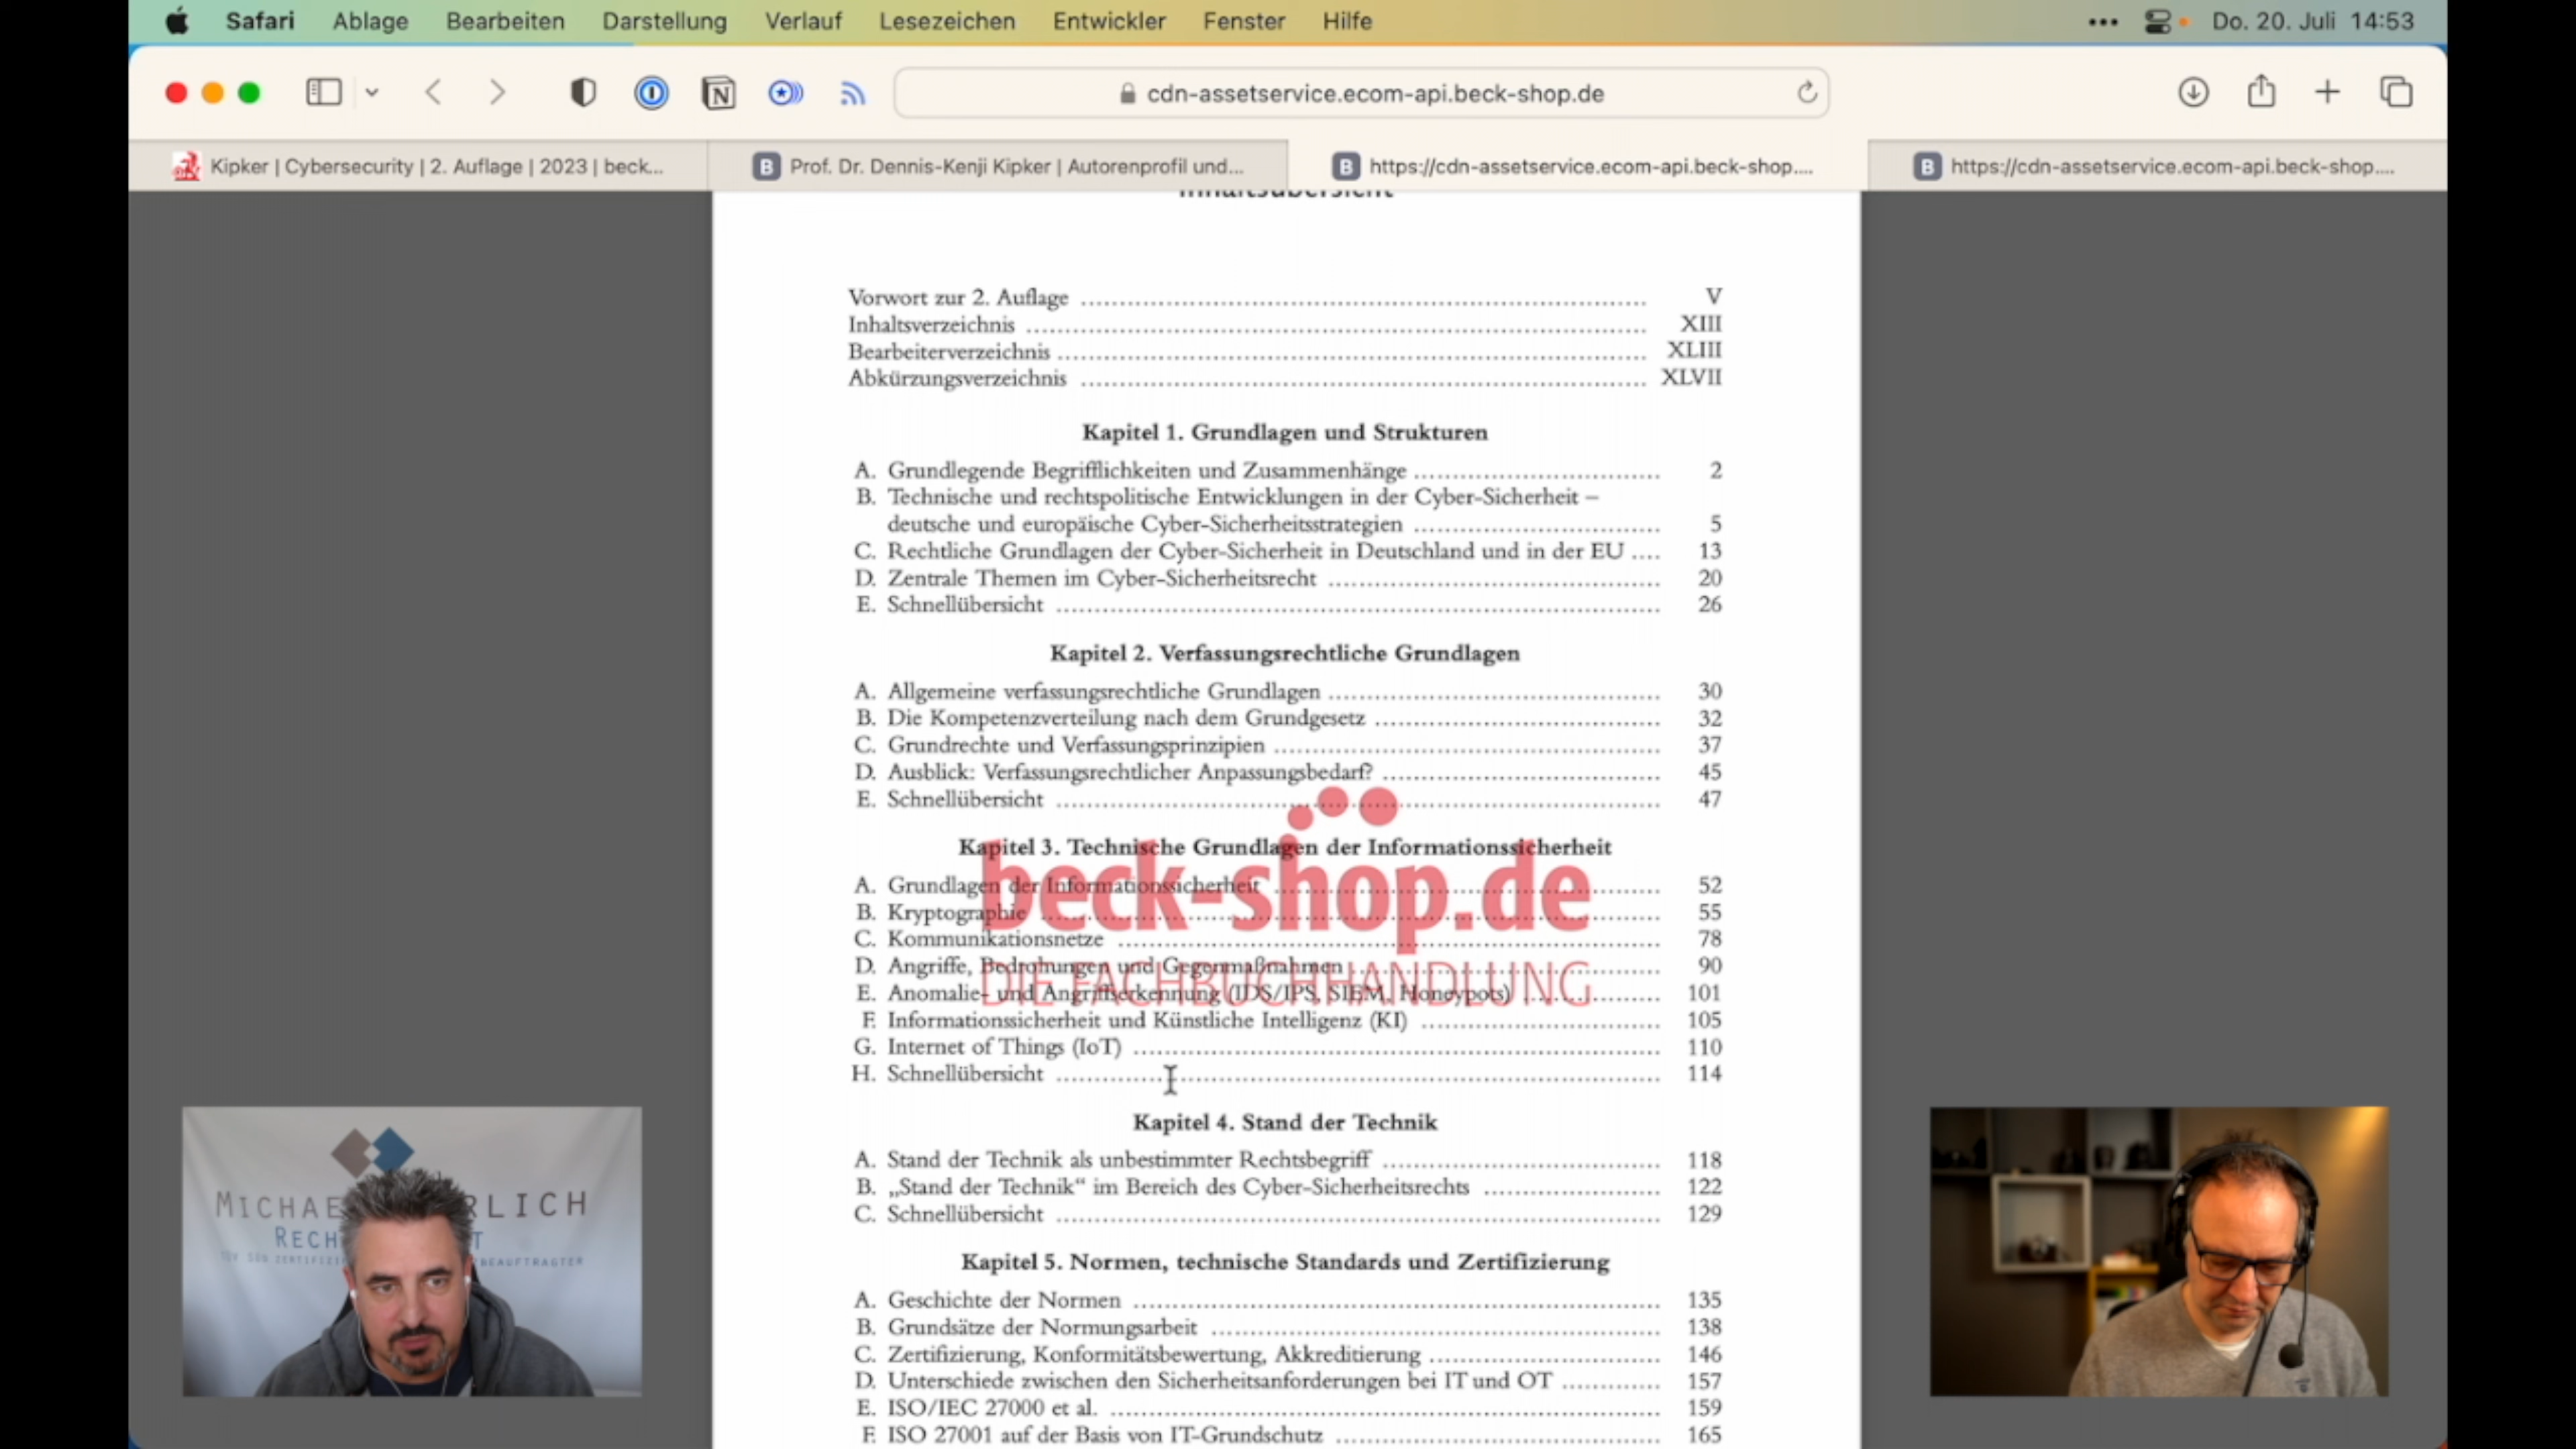 Safari Ablage Bearbeiten Darstellung Verlauf Lesezeichen Entwickler Fenster Hilfe
Do. 20. Juli 14:53
cdn-assetservice.ecom-api.beck-shop.de
Kipker | Cybersecurity | 2. Auflage | 2023 | beck...
Prof. Dr. Dennis-Kenji Kipker | Autorenprofil und...
https://cdn-assetservice.ecom-api.beck-shop....
https://cdn-assetservice.ecom-api.beck-shop....
Inhaltsübersicht
Vorwort zur 2. Auflage V
Inhaltsverzeichnis XIII
Bearbeiterverzeichnis XLIII
Abkürzungsverzeichnis XLVII
Kapitel 1. Grundlagen und Strukturen
A. Grundlegende Begrifflichkeiten und Zusammenhänge 2
B. Technische und rechtspolitische Entwicklungen in der Cyber-Sicherheit –
deutsche und europäische Cyber-Sicherheitsstrategien 5
C. Rechtliche Grundlagen der Cyber-Sicherheit in Deutschland und in der EU 13
D. Zentrale Themen im Cyber-Sicherheitsrecht 20
E. Schnellübersicht 26
Kapitel 2. Verfassungsrechtliche Grundlagen
A. Allgemeine verfassungsrechtliche Grundlagen 30
B. Die Kompetenzverteilung nach dem Grundgesetz 32
C. Grundrechte und Verfassungsprinzipien 37
D. Ausblick: Verfassungsrechtlicher Anpassungsbedarf? 45
E. Schnellübersicht 47
Kapitel 3. Technische Grundlagen der Informationssicherheit
A. Grundlagen der Informationssicherheit 52
B. Kryptographie 55
C. Kommunikationsnetze 78
D. Angriffe, Bedrohungen und Gegenmaßnahmen 90
E. Anomalie- und Angriffserkennung (IDS/IPS, SIEM, Honeypots) 101
F. Informationssicherheit und Künstliche Intelligenz (KI) 105
G. Internet of Things (IoT) 110
H. Schnellübersicht 114
beck-shop.de
DIE FACHBUCHHANDLUNG
Kapitel 4. Stand der Technik
A. Stand der Technik als unbestimmter Rechtsbegriff 118
B. „Stand der Technik“ im Bereich des Cyber-Sicherheitsrechts 122
C. Schnellübersicht 129
Kapitel 5. Normen, technische Standards und Zertifizierung
A. Geschichte der Normen 135
B. Grundsätze der Normungsarbeit 138
C. Zertifizierung, Konformitätsbewertung, Akkreditierung 146
D. Unterschiede zwischen den Sicherheitsanforderungen bei IT und OT 157
E. ISO/IEC 27000 et al. 159
F. ISO 27001 auf der Basis von IT-Grundschutz 165